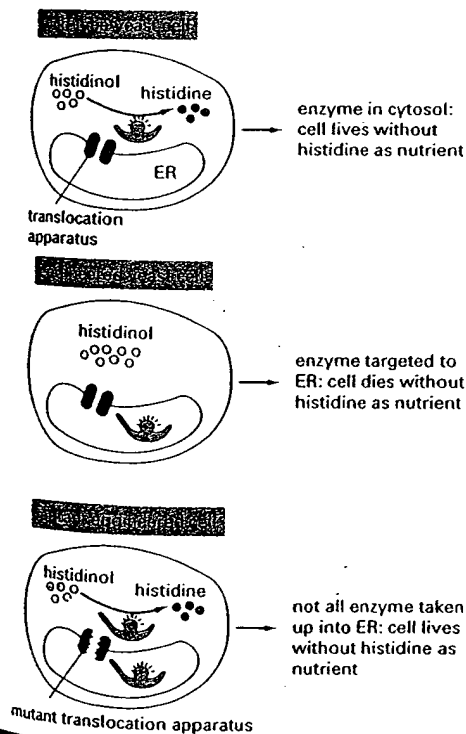 histidinol
histidine
ER
translocation
apparatus
enzyme in cytosol:
cell lives without
histidine as nutrient
histidinol
enzyme targeted to
ER: cell dies without
histidine as nutrient
histidinol
histidine
mutant translocation apparatus
not all enzyme taken
up into ER: cell lives
without histidine as
nutrient